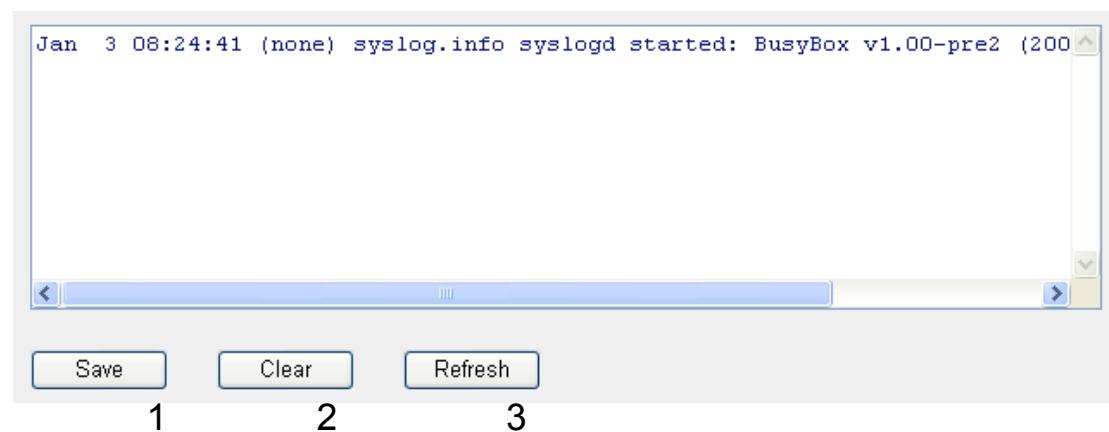 Jan  3 08:24:41 (none) syslog.info syslogd started: BusyBox v1.00-pre2 (200
Save Clear Refresh
1 2 3